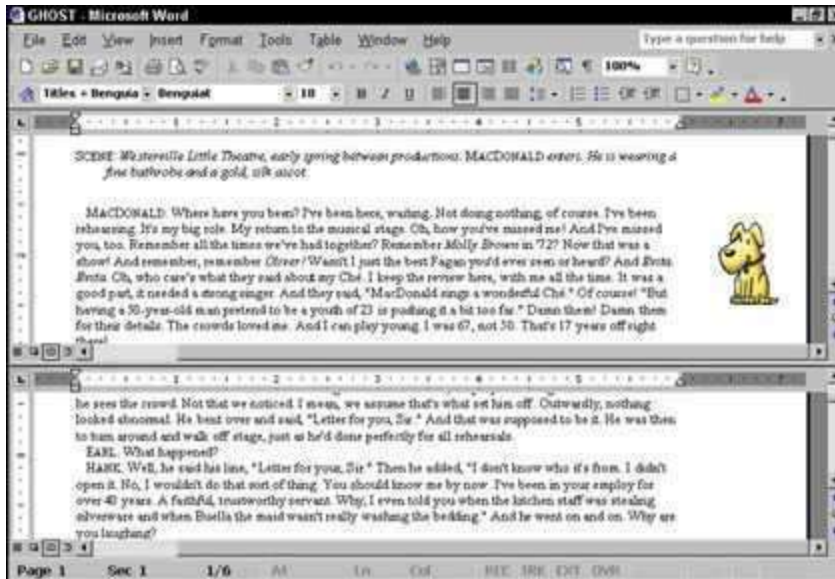 GHOST - Microsoft Word
File Edit View Insert Format Tools Table Window Help
Type a question for help
100%
Titles + Benguia Benguiat 10 B I U
SCENE: Westerville Little Theatre, early spring between productions. MACDONALD enters. He is wearing a
fine bathrobe and a gold, silk ascot.
MACDONALD. Where have you been? I've been here, waiting. Not doing nothing, of course. I've been
rehearsing. It's my big role. My return to the musical stage. Oh, how you've missed me! And I've missed
you, too. Remember all the times we've had together? Remember Molly Brown in '72? Now that was a
show! And remember, remember Oliver! Wasn't I just the best Fagan you'd ever seen or heard? And Evita.
Evita. Oh, who care's what they said about my Ché. I keep the review here, with me all the time. It was a
good part, it needed a strong singer. And they said, "MacDonald sings a wonderful Ché." Of course! "But
having a 50-year-old man pretend to be a youth of 23 is pushing it a bit too far." Damn them! Damn them
for their details. The crowds loved me. And I can play young. I was 67, not 50. That's 17 years off right
there!
he sees the crowd. Not that we noticed. I mean, we assume that's what set him off. Outwardly, nothing
looked abnormal. He bent over and said, "Letter for you, Sir." And that was supposed to be it. He was then
to turn around and walk off stage, just as he'd done perfectly for all rehearsals.
EARL. What happened?
HANK. Well, he said his line, "Letter for your, Sir." Then he added, "I don't know who it's from. I didn't
open it. No, I wouldn't do that sort of thing. You should know me by now. I've been in your employ for
over 40 years. A faithful, trustworthy servant. Why, I even told you when the kitchen staff was stealing
silverware and when Buella the maid wasn't really washing the bedding." And he went on and on. Why are
you laughing?
Page 1 Sec 1 1/6 At Ln Col REC TRK EXT OVR